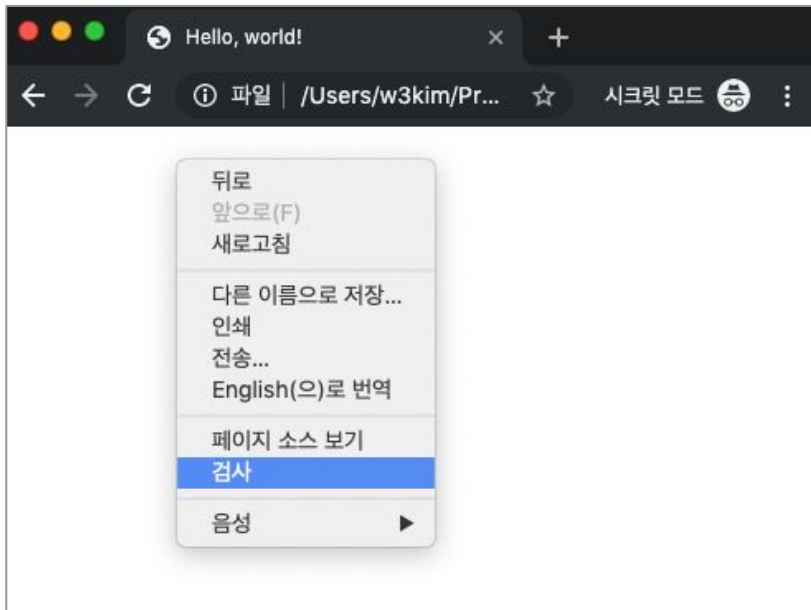 Hello, world!
파일 /Users/w3kim/Pr... 시크릿 모드
뒤로
앞으로(F)
새로고침
다른 이름으로 저장...
인쇄
전송...
English(으)로 번역
페이지 소스 보기
검사
음성